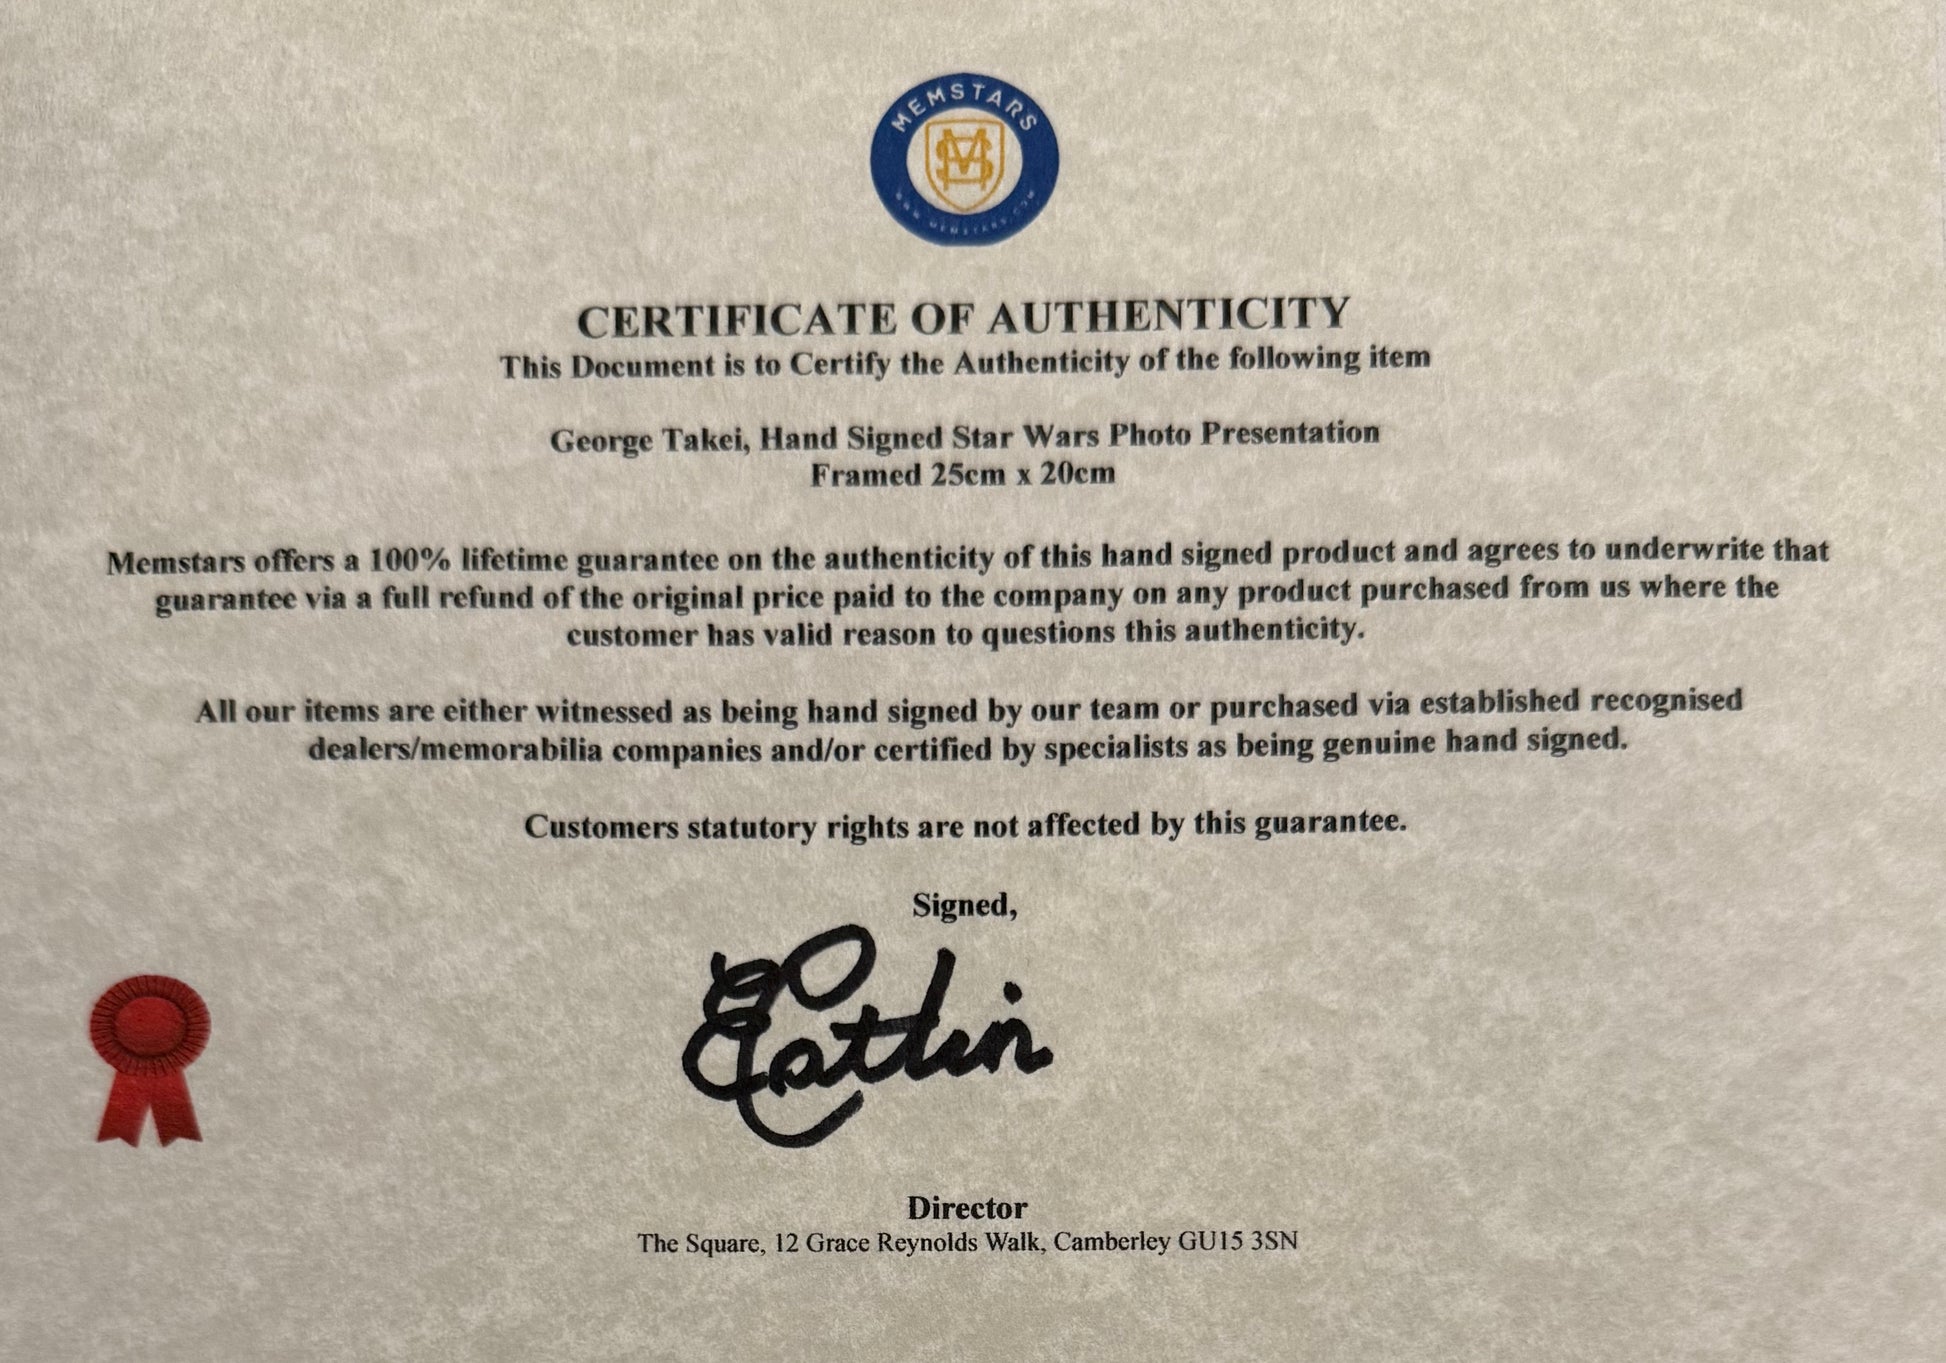 MEMSTARS
MS
WWW.MEMSTARS.COM
CERTIFICATE OF AUTHENTICITY
This Document is to Certify the Authenticity of the following item
George Takei, Hand Signed Star Wars Photo Presentation
Framed 25cm x 20cm
Memstars offers a 100% lifetime guarantee on the authenticity of this hand signed product and agrees to underwrite that
guarantee via a full refund of the original price paid to the company on any product purchased from us where the
customer has valid reason to questions this authenticity.
All our items are either witnessed as being hand signed by our team or purchased via established recognised
dealers/memorabilia companies and/or certified by specialists as being genuine hand signed.
Customers statutory rights are not affected by this guarantee.
Signed,
Director
The Square, 12 Grace Reynolds Walk, Camberley GU15 3SN